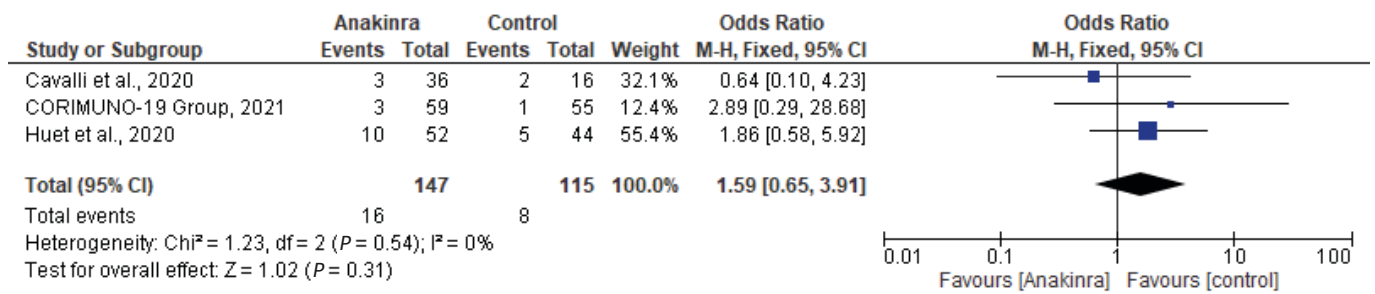 Anakinra Control Odds Ratio Odds Ratio
Study or Subgroup Events Total Events Total Weight M-H, Fixed, 95% CI M-H, Fixed, 95% CI
Cavalli et al., 2020 3 36 2 16 32.1% 0.64 [0.10, 4.23]
CORIMUNO-19 Group, 2021 3 59 1 55 12.4% 2.89 [0.29, 28.68]
Huet et al., 2020 10 52 5 44 55.4% 1.86 [0.58, 5.92]
Total (95% CI) 147 115 100.0% 1.59 [0.65, 3.91]
Total events 16 8
Heterogeneity: Chi² = 1.23, df = 2 (P = 0.54); I² = 0%
Test for overall effect: Z = 1.02 (P = 0.31)
0.01 0.1 1 10 100
Favours [Anakinra] Favours [control]